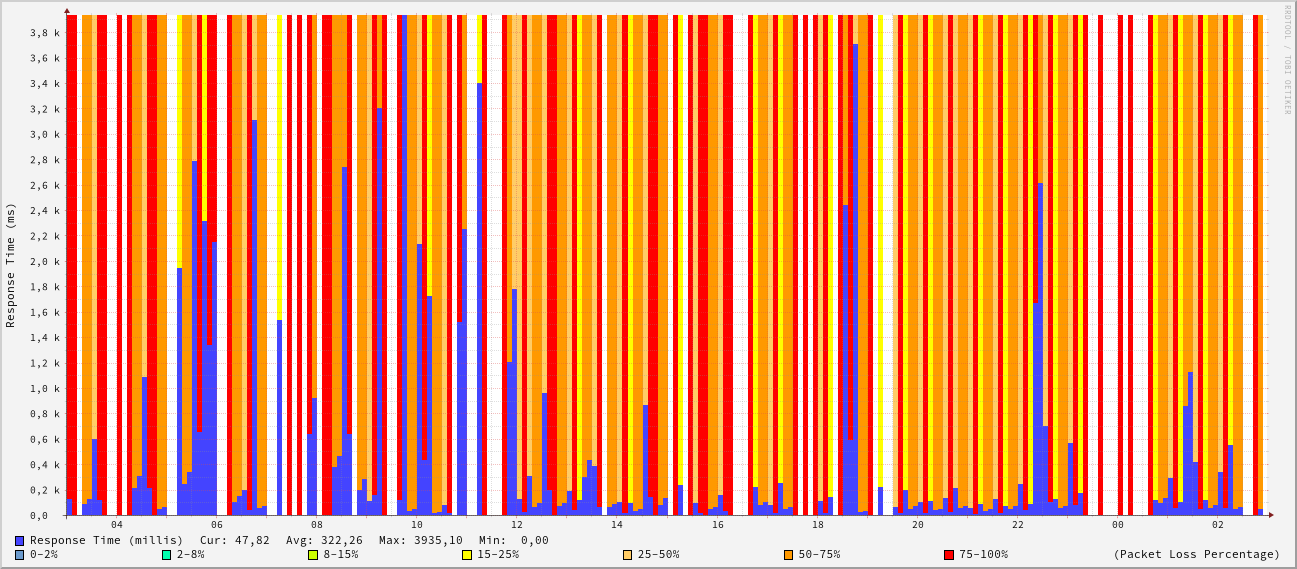 RRDTOOL / TOBI OETIKER
Response Time (ms)
3,8 k
3,6 k
3,4 k
3,2 k
3,0 k
2,8 k
2,6 k
2,4 k
2,2 k
2,0 k
1,8 k
1,6 k
1,4 k
1,2 k
1,0 k
0,8 k
0,6 k
0,4 k
0,2 k
0,0
04 06 08 10 12 14 16 18 20 22 00 02
Response Time (millis) Cur: 47,82 Avg: 322,26 Max: 3935,10 Min: 0,00
0-2% 2-8% 8-15% 15-25% 25-50% 50-75% 75-100% (Packet Loss Percentage)